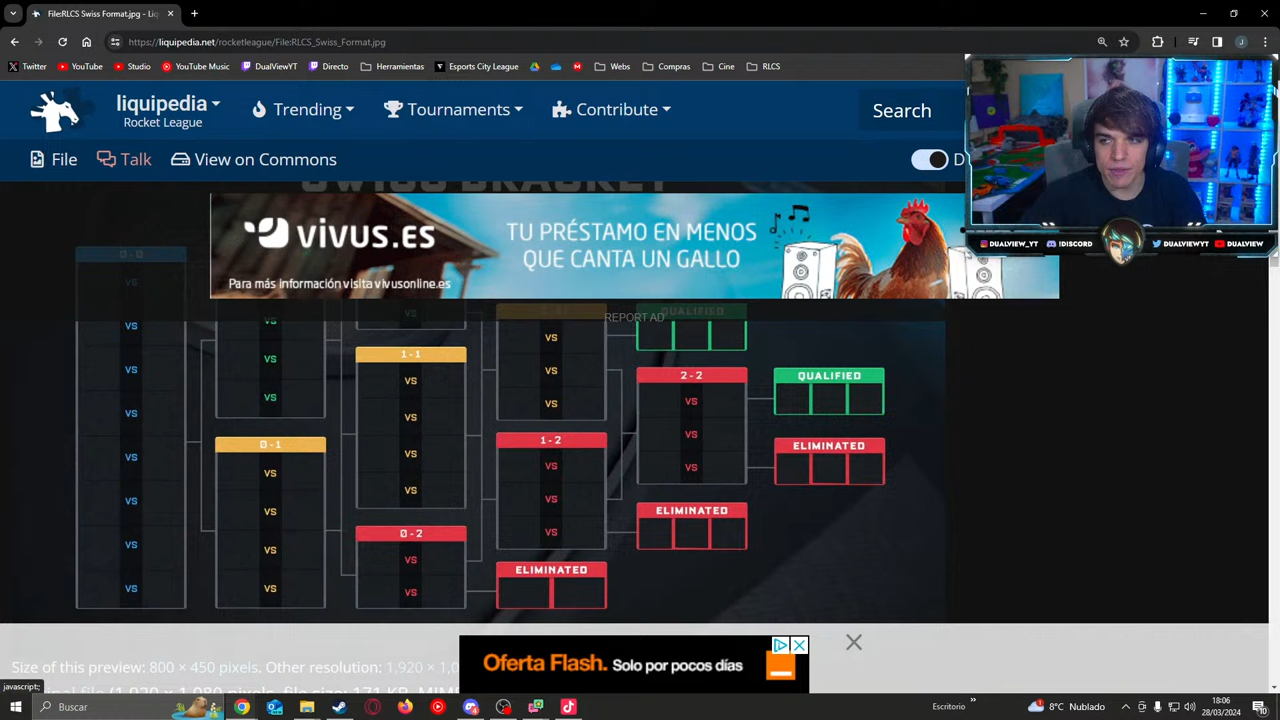 File:RLCS Swiss Format.jpg - Liq
https://liquipedia.net/rocketleague/File:RLCS_Swiss_Format.jpg
Twitter YouTube Studio YouTube Music DualViewYT Directo Herramientas Esports City League Webs Compras Cine RLCS
liquipedia
Rocket League
Trending Tournaments Contribute Search
File Talk View on Commons D
SWISS BRACKET
vivus.es
TU PRÉSTAMO EN MENOS
QUE CANTA UN GALLO
Para más información visita vivusonline.es
REPORT AD
DUALVIEW_YT !DISCORD DUALVIEWYT DUALVIEW
0 - 0
VS
VS
VS
VS
VS
VS
VS
VS
VS
VS
VS
0 - 1
VS
VS
VS
VS
VS
1 - 1
VS
VS
VS
VS
0 - 2
VS
VS
VS
VS
VS
1 - 2
VS
VS
VS
ELIMINATED
QUALIFIED
2 - 2
VS
VS
VS
ELIMINATED
QUALIFIED
ELIMINATED
Size of this preview: 800 × 450 pixels. Other resolution: 1,920 × 1,0
Oferta Flash. Solo por pocos días
javascript:;
Buscar
Escritorio
8°C Nublado
18:06
28/03/2024